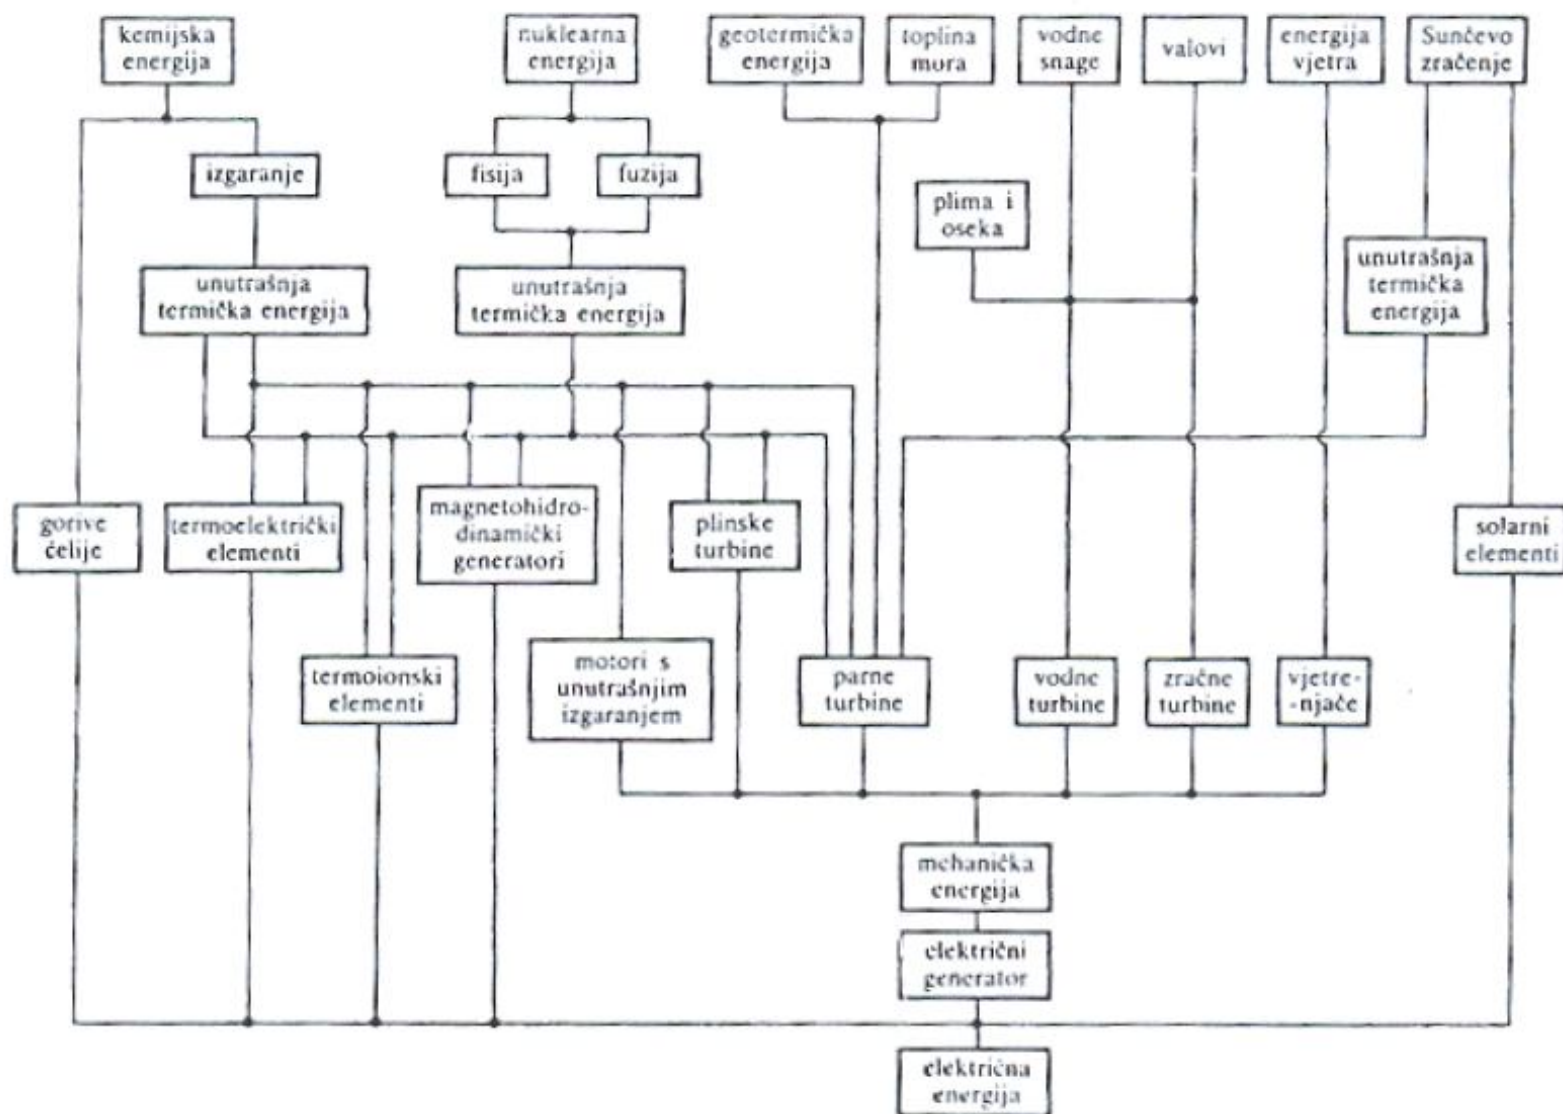 kemijska
energija
nuklearna
energija
geotermička
energija
toplina
mora
vodne
snage
valovi
energija
vjetra
Sunčevo
zračenje
izgaranje
fisija
fuzija
plima i
oseka
unutrašnja
termička energija
unutrašnja
termička energija
unutrašnja
termička
energija
gorive
ćelije
termoelektrički
elementi
magnetohidro-
dinamički
generatori
plinske
turbine
solarni
elementi
termoionski
elementi
motori s
unutrašnjim
izgaranjem
parne
turbine
vodne
turbine
zračne
turbine
vjetre-
-njače
mehanička
energija
električni
generator
električna
energija